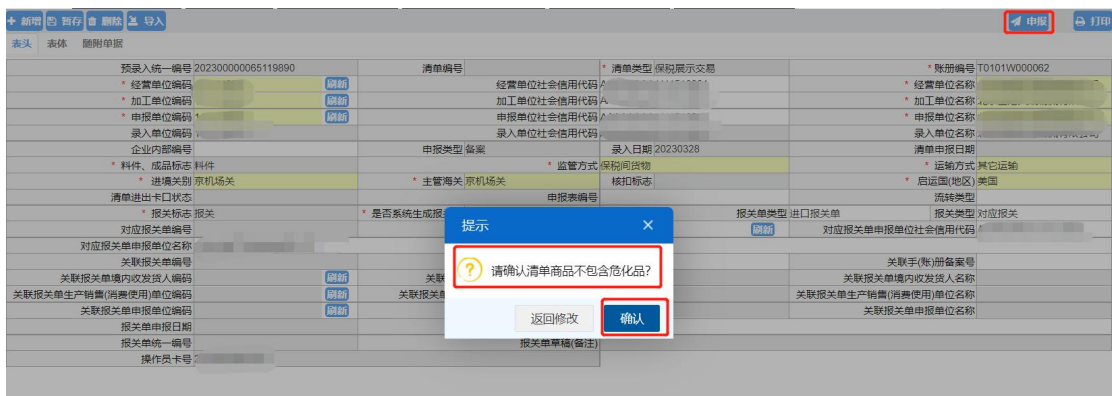 新增 暂存 删除 导入 申报 打印
表头 表体 随附单据
预录入统一编号 202300000065119890 清单编号 * 清单类型 保税展示交易 * 账册编号 T0101W000062
* 经营单位编码 刷新 经营单位社会信用代码 * 经营单位名称
* 加工单位编码 刷新 加工单位社会信用代码 * 加工单位名称
* 申报单位编码 刷新 申报单位社会信用代码 * 申报单位名称
录入单位编码 录入单位社会信用代码 录入单位名称
企业内部编号 申报类型 备案 录入日期 20230328 清单申报日期
* 料件、成品标志 料件 * 监管方式 保税间货物 * 运输方式 其它运输
* 进境关别 京机场关 * 主管海关 京机场关 核扣标志 * 启运国(地区) 美国
清单进出卡口状态 申报表编号 流转类型
* 报关标志 报关 * 是否系统生成报 报关单类型 进口报关单 报关类型 对应报关
对应报关单编号 刷新 对应报关单申报单位社会信用代码
对应报关单申报单位名称
关联报关单编号 关联手(账)册备案号
关联报关单境内收发货人编码 刷新 关联报关单境内收发货人名称
关联报关单生产销售(消费使用)单位编码 刷新 关联报关单生产销售(消费使用)单位名称
关联报关单申报单位编码 刷新 关联报关单申报单位名称
报关单申报日期
报关单统一编号 报关单草稿(备注)
操作员卡号
提示
请确认清单商品不包含危化品?
返回修改 确认